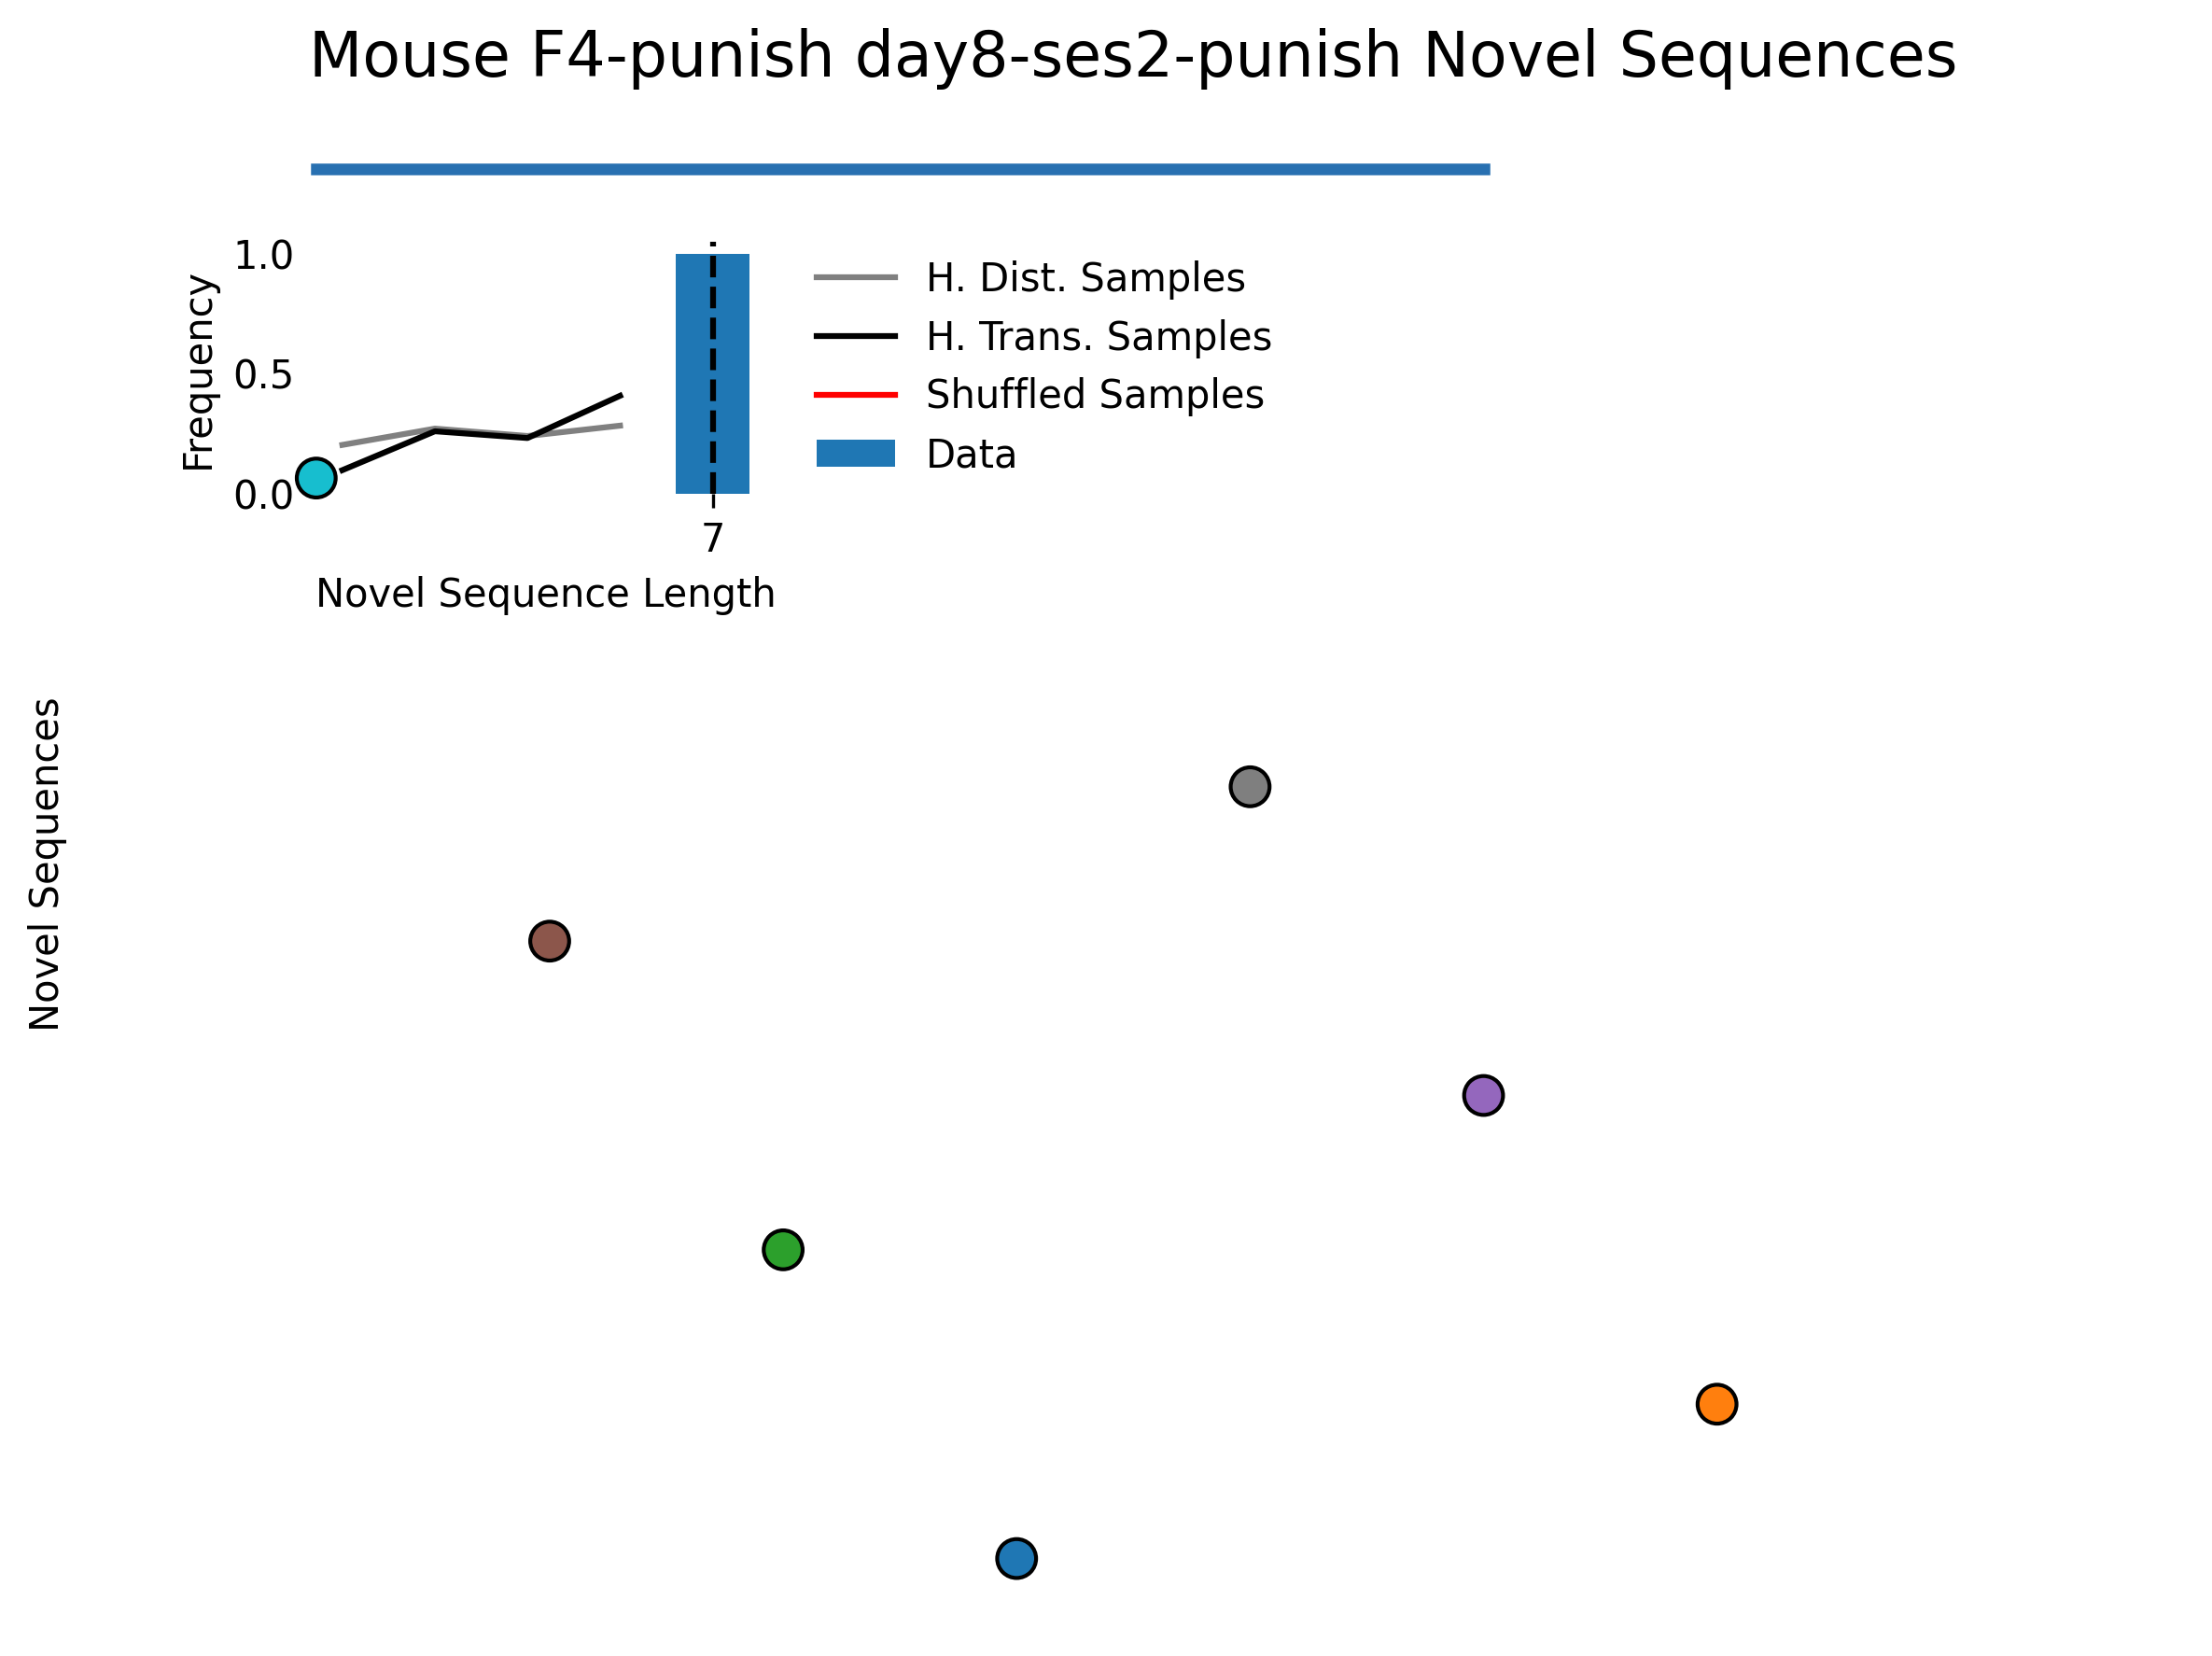 Mouse F4-punish day8-ses2-punish Novel Sequences
Frequency
1.0
0.5
0.0
7
Novel Sequence Length
H. Dist. Samples
H. Trans. Samples
Shuffled Samples
Data
Novel Sequences